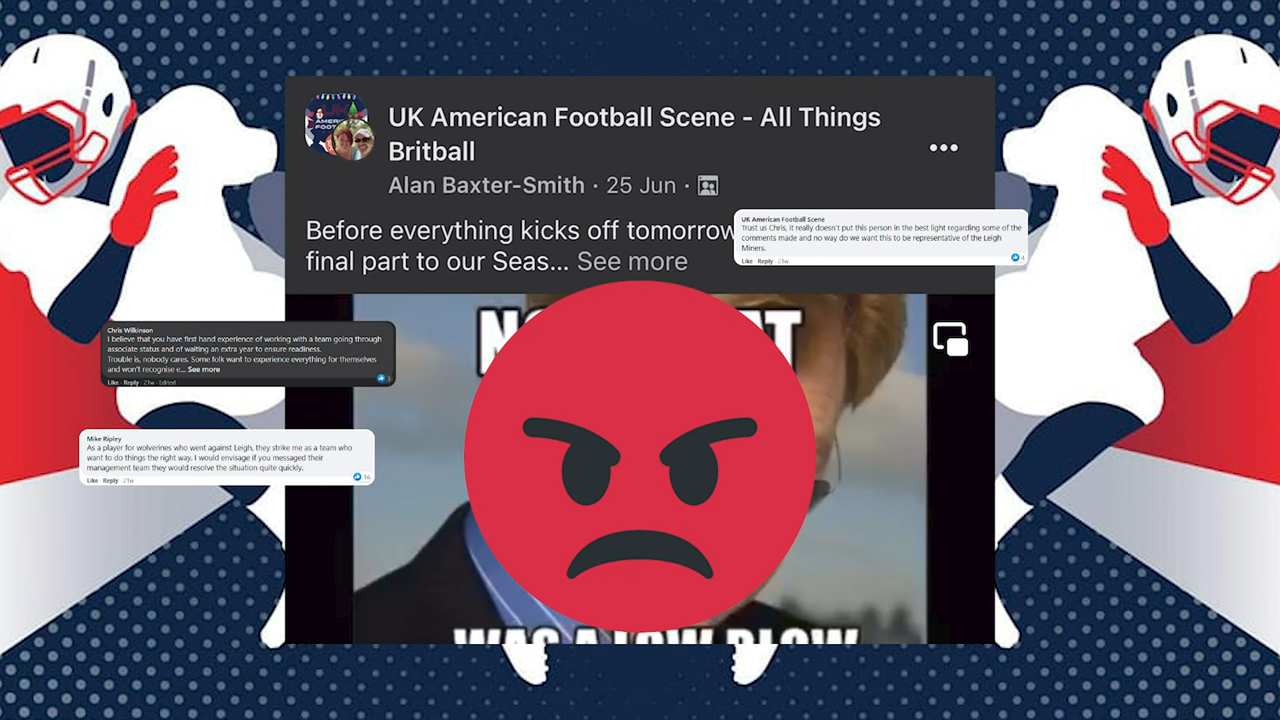 UK American Football Scene - All Things
Britball
Alan Baxter-Smith · 25 Jun ·
Before everything kicks off tomorrow
final part to our Seas... See more
UK American Football Scene
Trust us Chris, it really doesn't put this person in the best light regarding some of the
comments made and no way do we want this to be representative of the Leigh
Miners.
Like · Reply · 21w
4
Chris Wilkinson
I believe that you have first hand experience of working with a team going through
associate status and of waiting an extra year to ensure readiness.
Trouble is, nobody cares. Some folk want to experience everything for themselves
and won't recognise e... See more
Like · Reply · 21w · Edited
3
Mike Ripley
As a player for wolverines who went against Leigh, they strike me as a team who
want to do things the right way. I would envisage if you messaged their
management team they would resolve the situation quite quickly.
Like · Reply · 21w
16
WAS A LOW BLOW